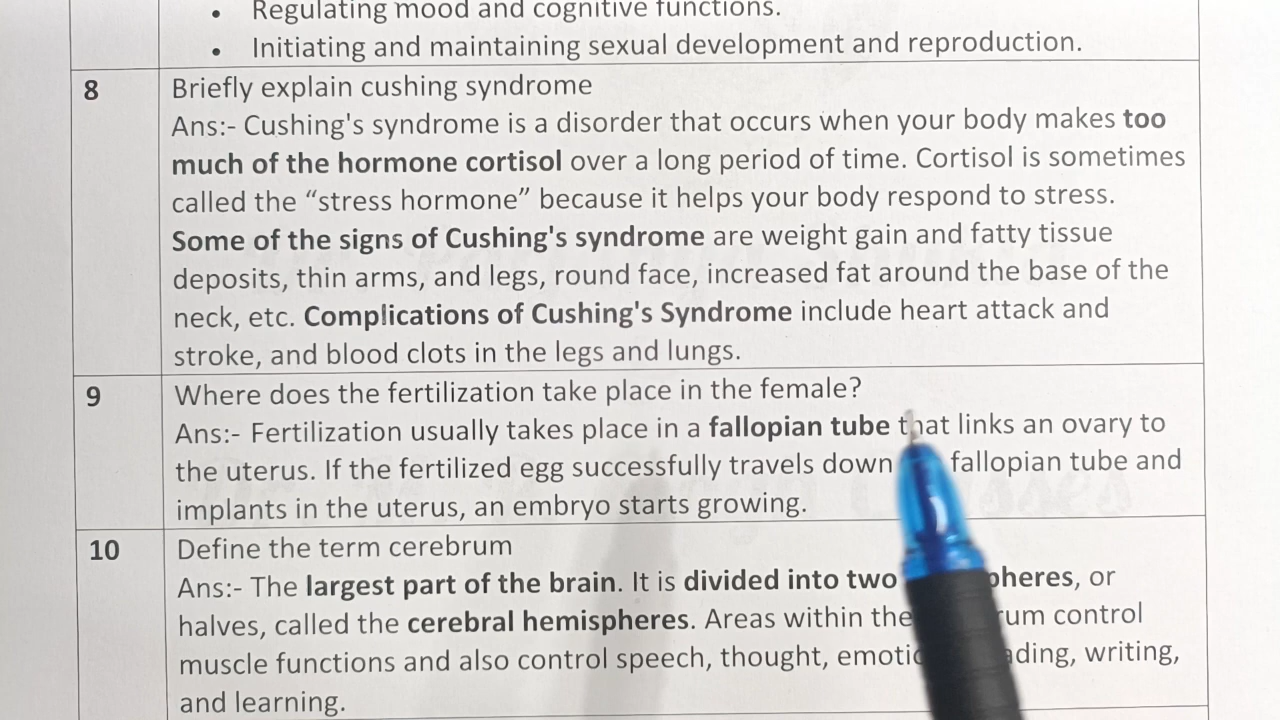 • Regulating mood and cognitive functions.
• Initiating and maintaining sexual development and reproduction.
8 Briefly explain cushing syndrome
Ans:- Cushing's syndrome is a disorder that occurs when your body makes too
much of the hormone cortisol over a long period of time. Cortisol is sometimes
called the “stress hormone” because it helps your body respond to stress.
Some of the signs of Cushing's syndrome are weight gain and fatty tissue
deposits, thin arms, and legs, round face, increased fat around the base of the
neck, etc. Complications of Cushing's Syndrome include heart attack and
stroke, and blood clots in the legs and lungs.
9 Where does the fertilization take place in the female?
Ans:- Fertilization usually takes place in a fallopian tube that links an ovary to
the uterus. If the fertilized egg successfully travels down fallopian tube and
implants in the uterus, an embryo starts growing.
10 Define the term cerebrum
Ans:- The largest part of the brain. It is divided into two , or
halves, called the cerebral hemispheres. Areas within the control
muscle functions and also control speech, thought, writing,
and learning.